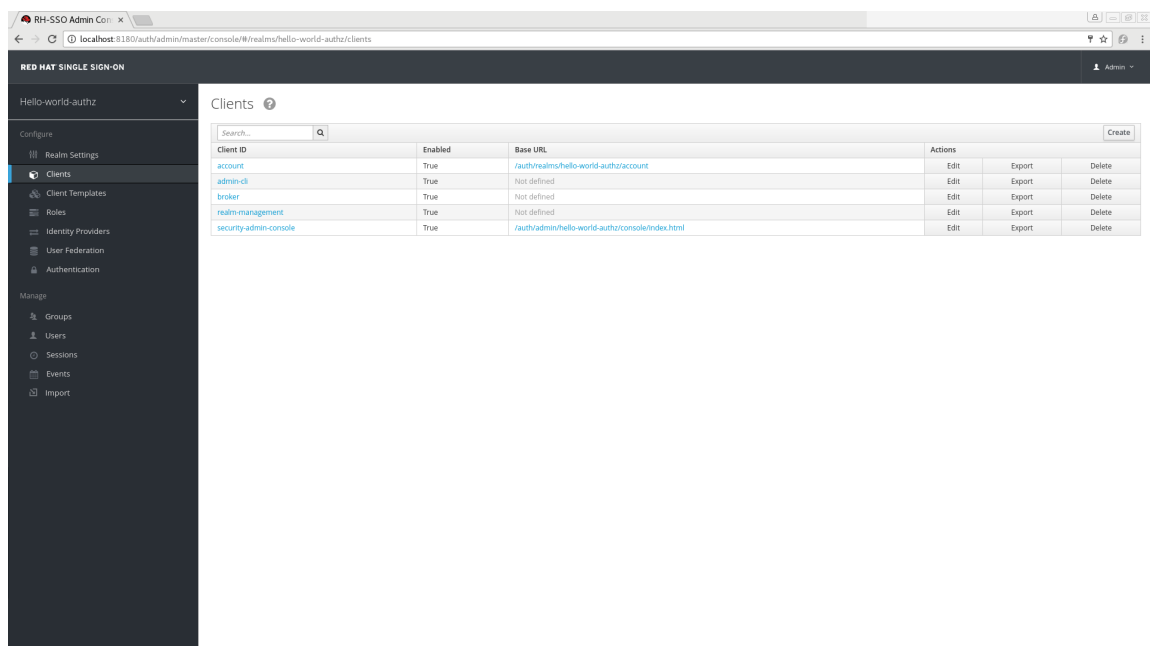 RH-SSO Admin Con
localhost:8180/auth/admin/master/console/#/realms/hello-world-authz/clients
RED HAT SINGLE SIGN-ON
Admin
Hello-world-authz
Configure
Realm Settings
Clients
Client Templates
Roles
Identity Providers
User Federation
Authentication
Manage
Groups
Users
Sessions
Events
Import
Clients
Search...
Create
Client ID Enabled Base URL Actions
account True /auth/realms/hello-world-authz/account Edit Export Delete
admin-cli True Not defined Edit Export Delete
broker True Not defined Edit Export Delete
realm-management True Not defined Edit Export Delete
security-admin-console True /auth/admin/hello-world-authz/console/index.html Edit Export Delete